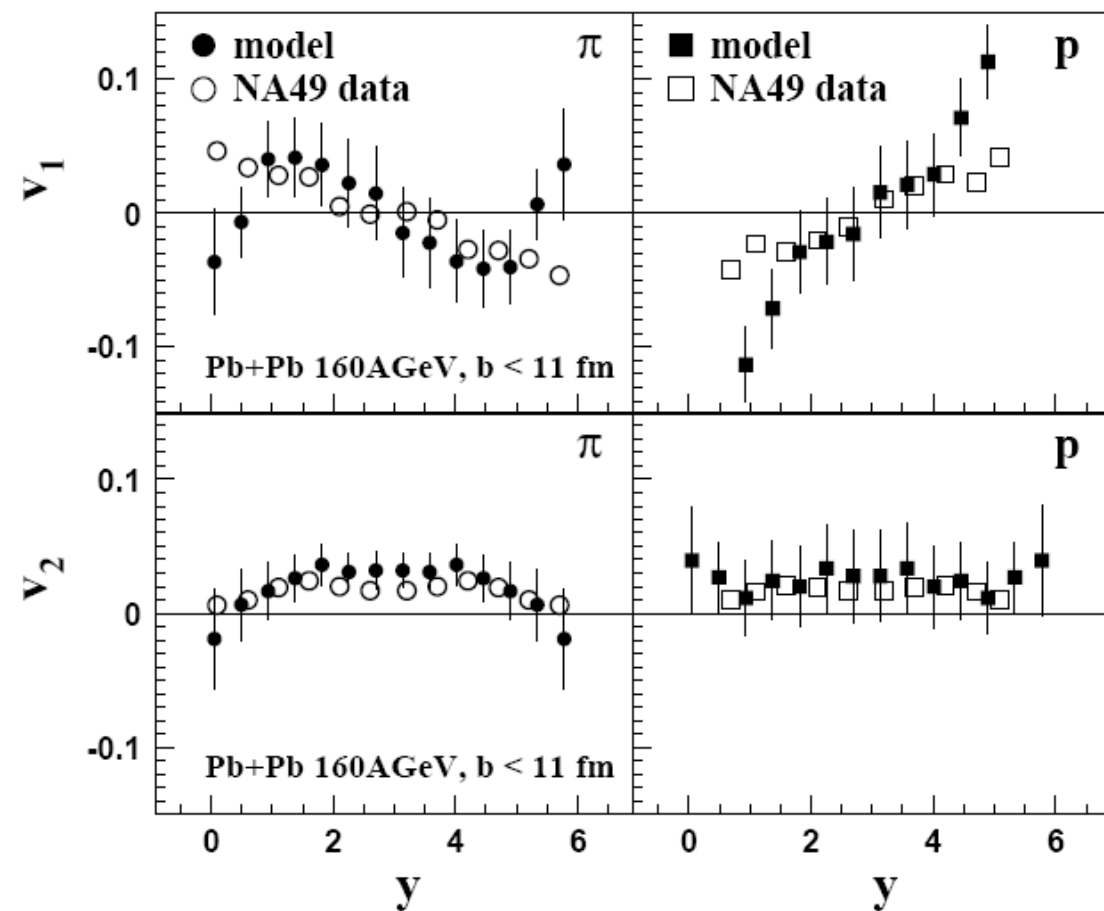 model
NA49 data
π
model
NA49 data
p
0.1
0
-0.1
v1
Pb+Pb 160AGeV, b < 11 fm
π
p
0.1
0
-0.1
v2
Pb+Pb 160AGeV, b < 11 fm
0 2 4 6
0 2 4 6
y
y